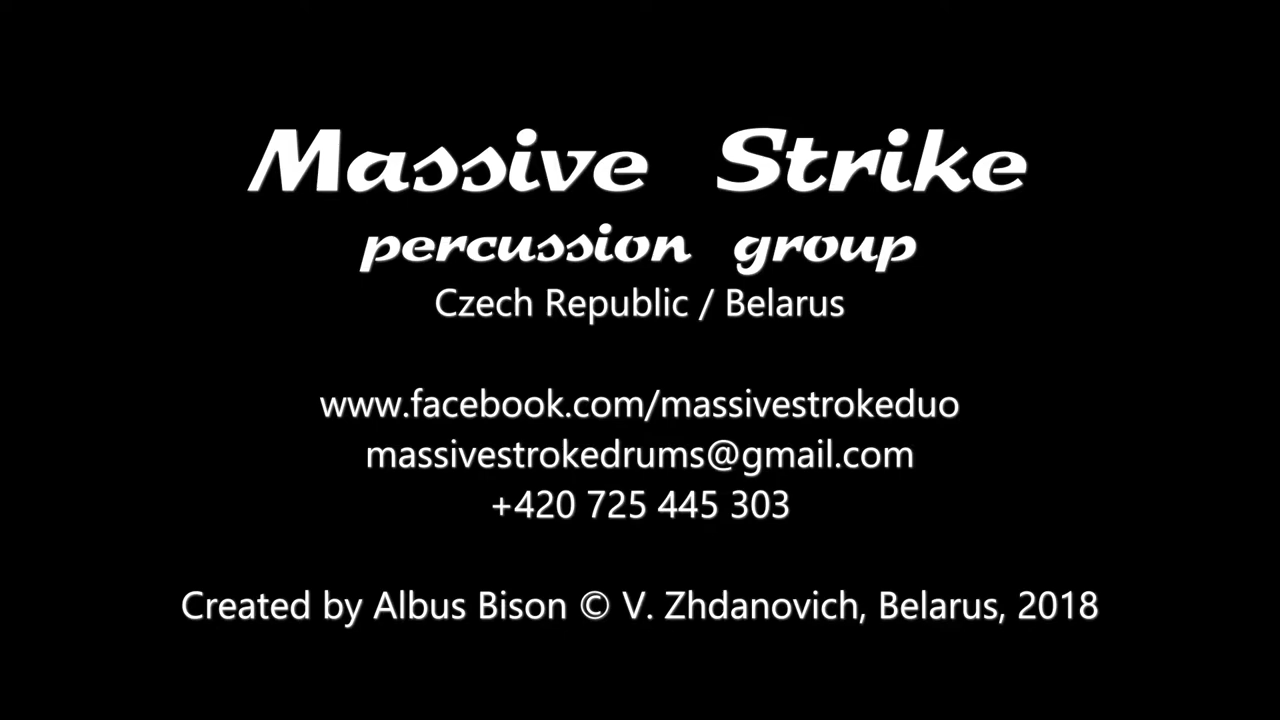 Massive Strike
percussion group
Czech Republic / Belarus
www.facebook.com/massivestrokeduo
massivestrokedrums@gmail.com
+420 725 445 303
Created by Albus Bison © V. Zhdanovich, Belarus, 2018